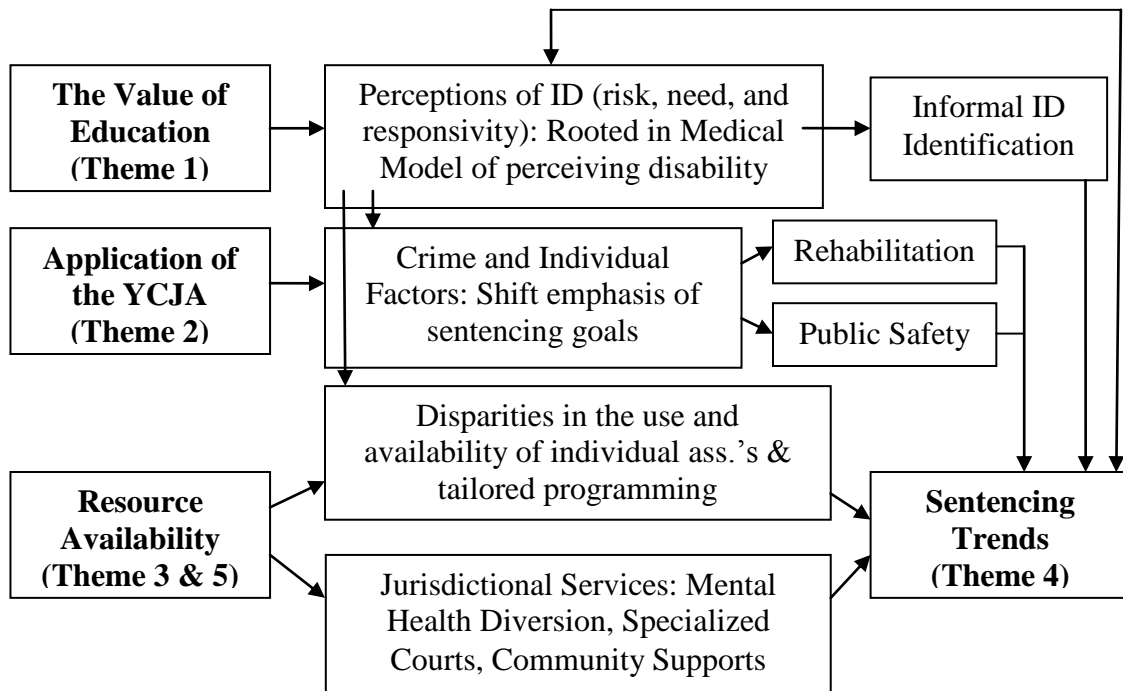 The Value of
Education
(Theme 1)
Perceptions of ID (risk, need, and
responsivity): Rooted in Medical
Model of perceiving disability
Informal ID
Identification
Application of
the YCJA
(Theme 2)
Crime and Individual
Factors: Shift emphasis of
sentencing goals
Rehabilitation
Public Safety
Disparities in the use and
availability of individual ass.'s &
tailored programming
Resource
Availability
(Theme 3 & 5)
Jurisdictional Services: Mental
Health Diversion, Specialized
Courts, Community Supports
Sentencing
Trends
(Theme 4)